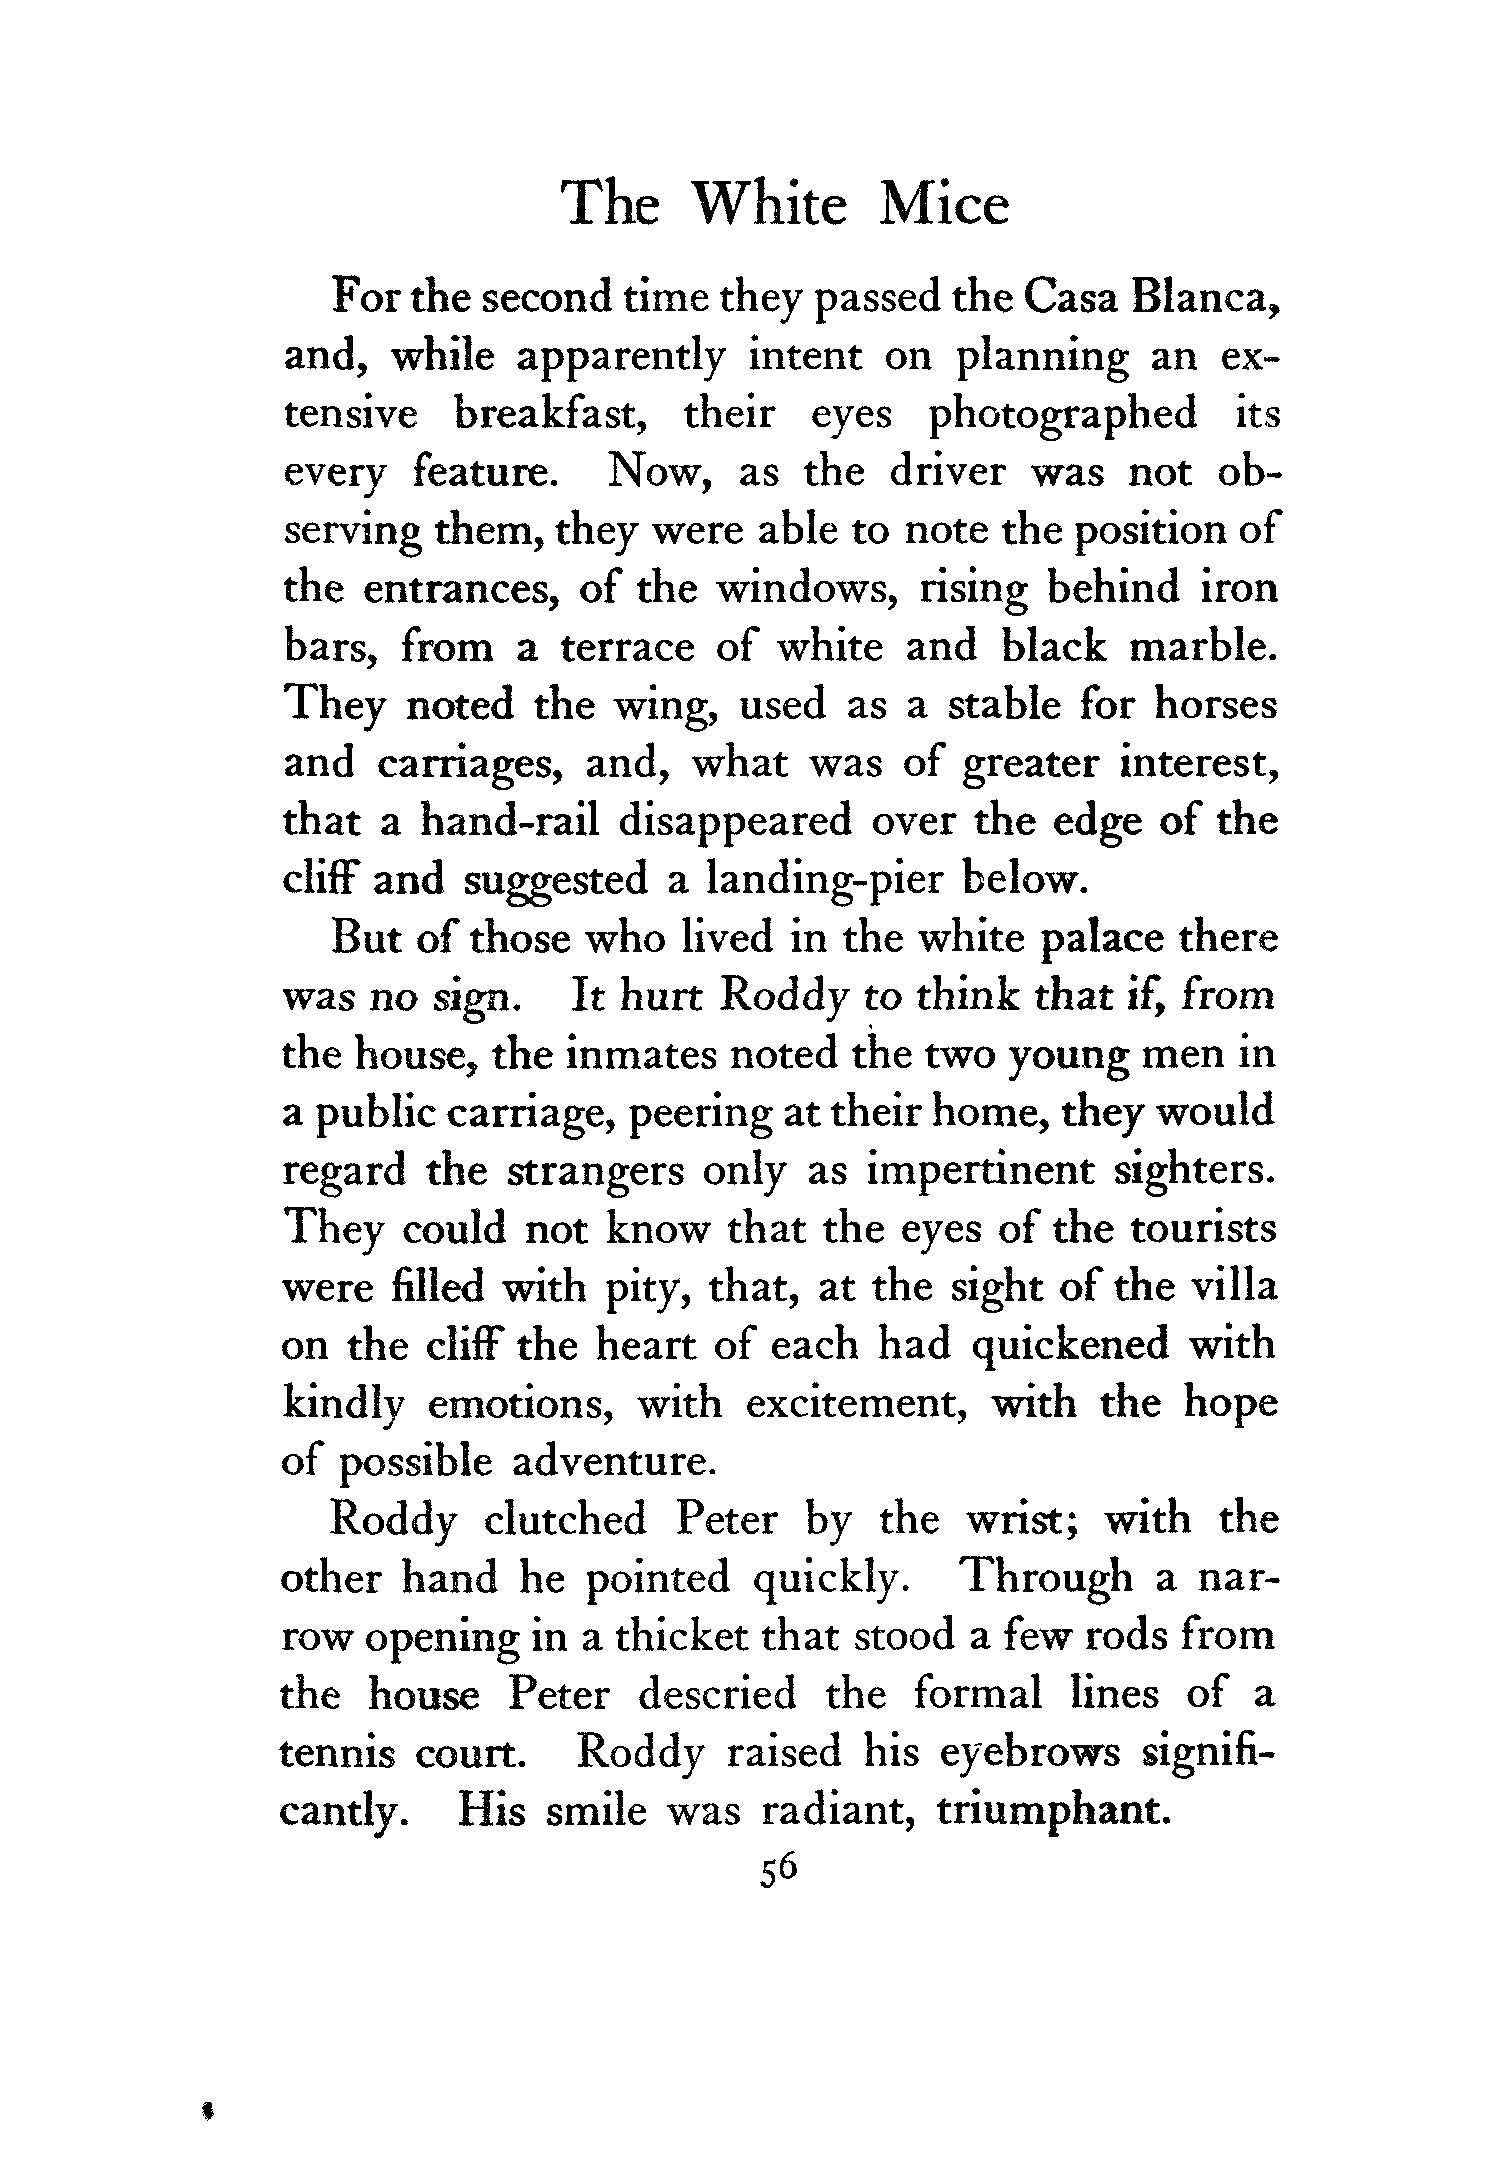 The White Mice
For the second time they passed the Casa Blanca,
and, while apparently intent on planning an ex-
tensive breakfast, their eyes photographed its
every feature. Now, as the driver was not ob-
serving them, they were able to note the position of
the entrances, of the windows, rising behind iron
bars, from a terrace of white and black marble.
They noted the wing, used as a stable for horses
and carriages, and, what was of greater interest,
that a hand-rail disappeared over the edge of the
cliff and suggested a landing-pier below.
But of those who lived in the white palace there
was no sign. It hurt Roddy to think that if, from
the house, the inmates noted the two young men in
a public carriage, peering at their home, they would
regard the strangers only as impertinent sighters.
They could not know that the eyes of the tourists
were filled with pity, that, at the sight of the villa
on the cliff the heart of each had quickened with
kindly emotions, with excitement, with the hope
of possible adventure.
Roddy clutched Peter by the wrist; with the
other hand he pointed quickly. Through a nar-
row opening in a thicket that stood a few rods from
the house Peter descried the formal lines of a
tennis court. Roddy raised his eyebrows signifi-
cantly. His smile was radiant, triumphant.
56